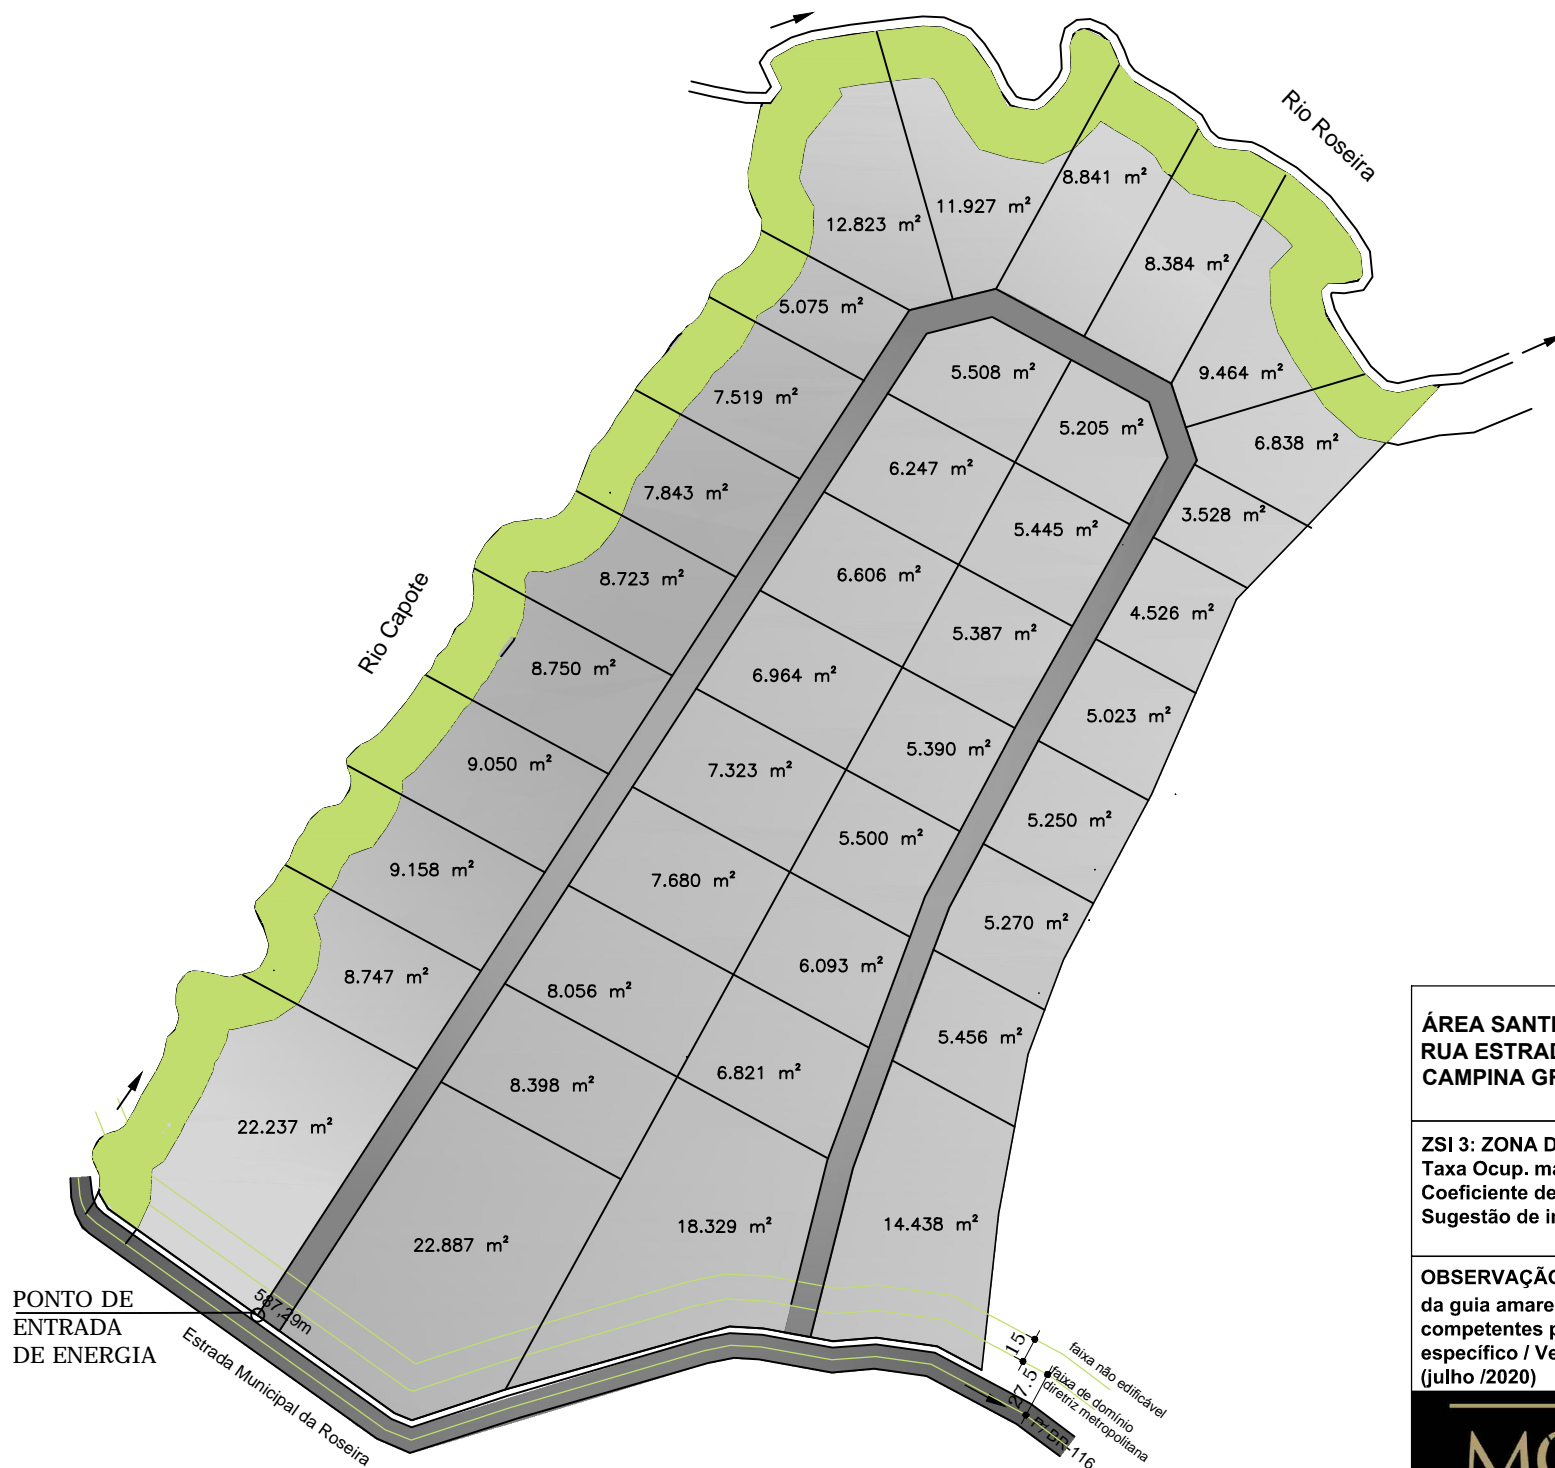 Rio Roseira
8.841 m²
11.927 m²
12.823 m²
8.384 m²
5.075 m²
5.508 m²
9.464 m²
7.519 m²
5.205 m²
6.838 m²
6.247 m²
7.843 m²
3.528 m²
5.445 m²
8.723 m²
6.606 m²
Rio Capote
4.526 m²
5.387 m²
8.750 m²
6.964 m²
5.023 m²
5.390 m²
9.050 m²
7.323 m²
5.250 m²
5.500 m²
9.158 m²
7.680 m²
5.270 m²
6.093 m²
8.747 m²
8.056 m²
5.456 m²
6.821 m²
8.398 m²
22.237 m²
18.329 m²
14.438 m²
22.887 m²
587,29m
PONTO DE
ENTRADA
DE ENERGIA
Estrada Municipal da Roseira
15
27.5
faixa não edificável
faixa de domínio
diretriz metropolitana
P/ BR-116
ÁREA SANT
RUA ESTRA
CAMPINA G
ZSI 3: ZONA D
Taxa Ocup. m
Coeficiente de
Sugestão de i
OBSERVAÇÃ
da guia amare
competentes p
específico / Ve
(julho /2020)